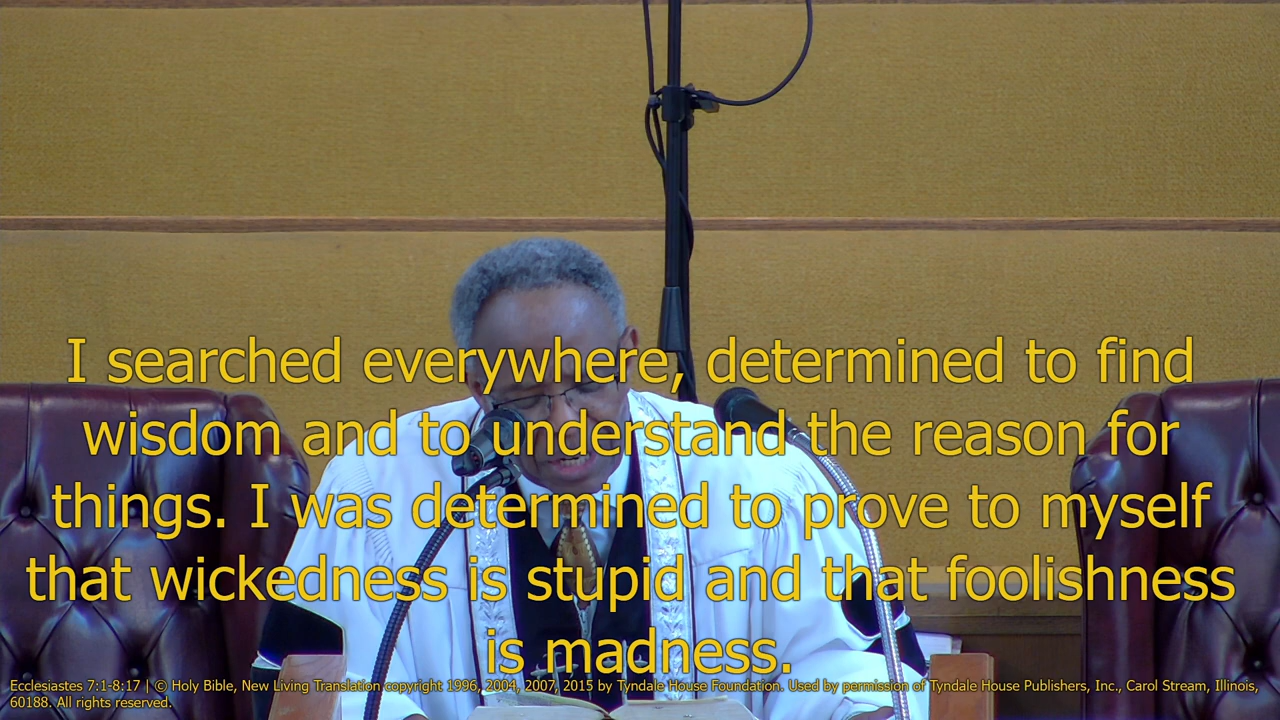 I searched everywhere, determined to find
wisdom and to understand the reason for
things. I was determined to prove to myself
that wickedness is stupid and that foolishness
is madness.
Ecclesiastes 7:1-8:17 | © Holy Bible, New Living Translation copyright 1996, 2004, 2007, 2015 by Tyndale House Foundation. Used by permission of Tyndale House Publishers, Inc., Carol Stream, Illinois,
60188. All rights reserved.